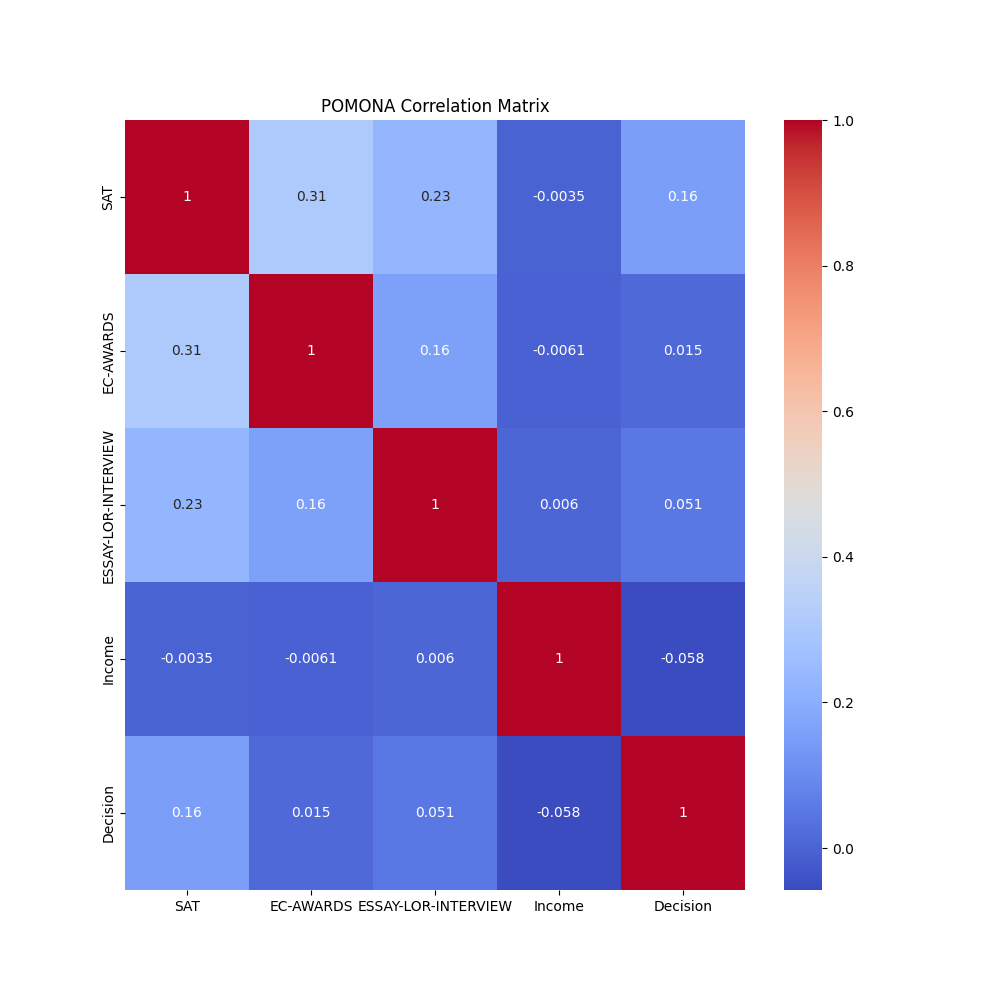 POMONA Correlation Matrix
SAT
1
0.31
0.23
-0.0035
0.16
EC-AWARDS
0.31
1
0.16
-0.0061
0.015
ESSAY-LOR-INTERVIEW
0.23
0.16
1
0.006
0.051
Income
-0.0035
-0.0061
0.006
1
-0.058
Decision
0.16
0.015
0.051
-0.058
1
SAT
EC-AWARDS
ESSAY-LOR-INTERVIEW
Income
Decision
1.0
0.8
0.6
0.4
0.2
0.0